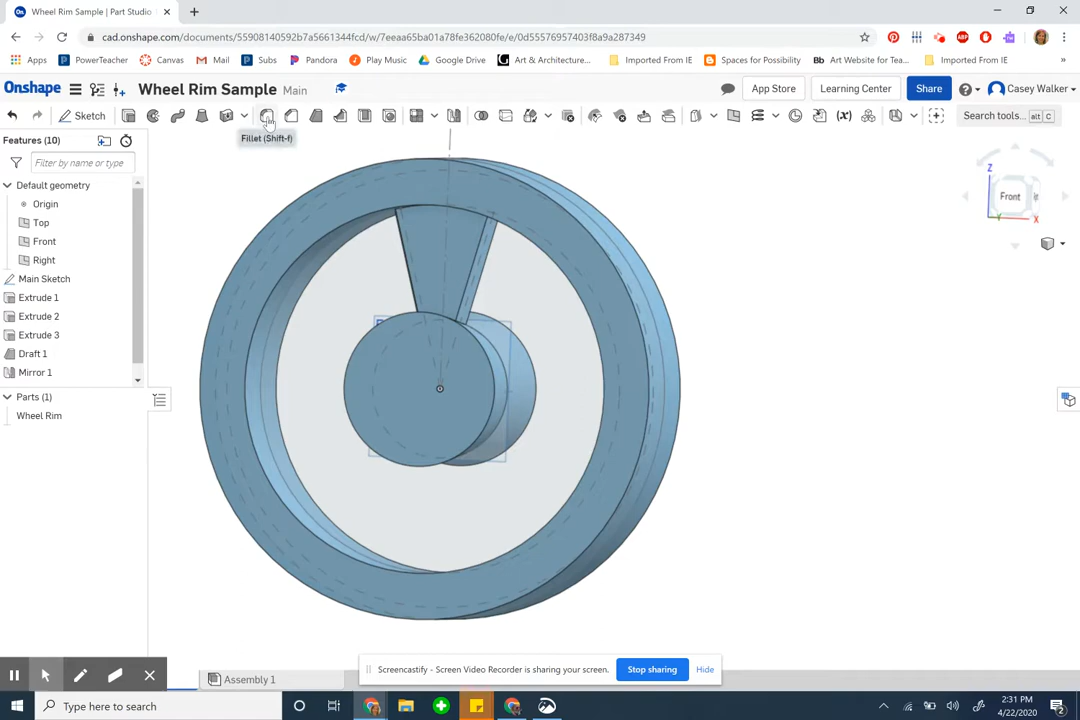 Wheel Rim Sample | Part Studio
cad.onshape.com/documents/55908140592b7a5661344fcd/w/7eeaa65ba01a78fe362080fe/e/0d55576957403f8a9a287349
Apps
PowerTeacher
Canvas
Mail
Subs
Pandora
Play Music
Google Drive
Art & Architecture...
Imported From IE
Spaces for Possibility
Art Website for Tea...
Imported From IE
Onshape
Wheel Rim Sample
Main
App Store
Learning Center
Share
Casey Walker
Sketch
Search tools...
alt C
Fillet (Shift-f)
Features (10)
Filter by name or type
Default geometry
Origin
Top
Front
Right
Main Sketch
Extrude 1
Extrude 2
Extrude 3
Draft 1
Mirror 1
Parts (1)
Wheel Rim
Z
Front
X
Assembly 1
Screencastify - Screen Video Recorder is sharing your screen.
Stop sharing
Hide
Type here to search
2:31 PM
4/22/2020
2